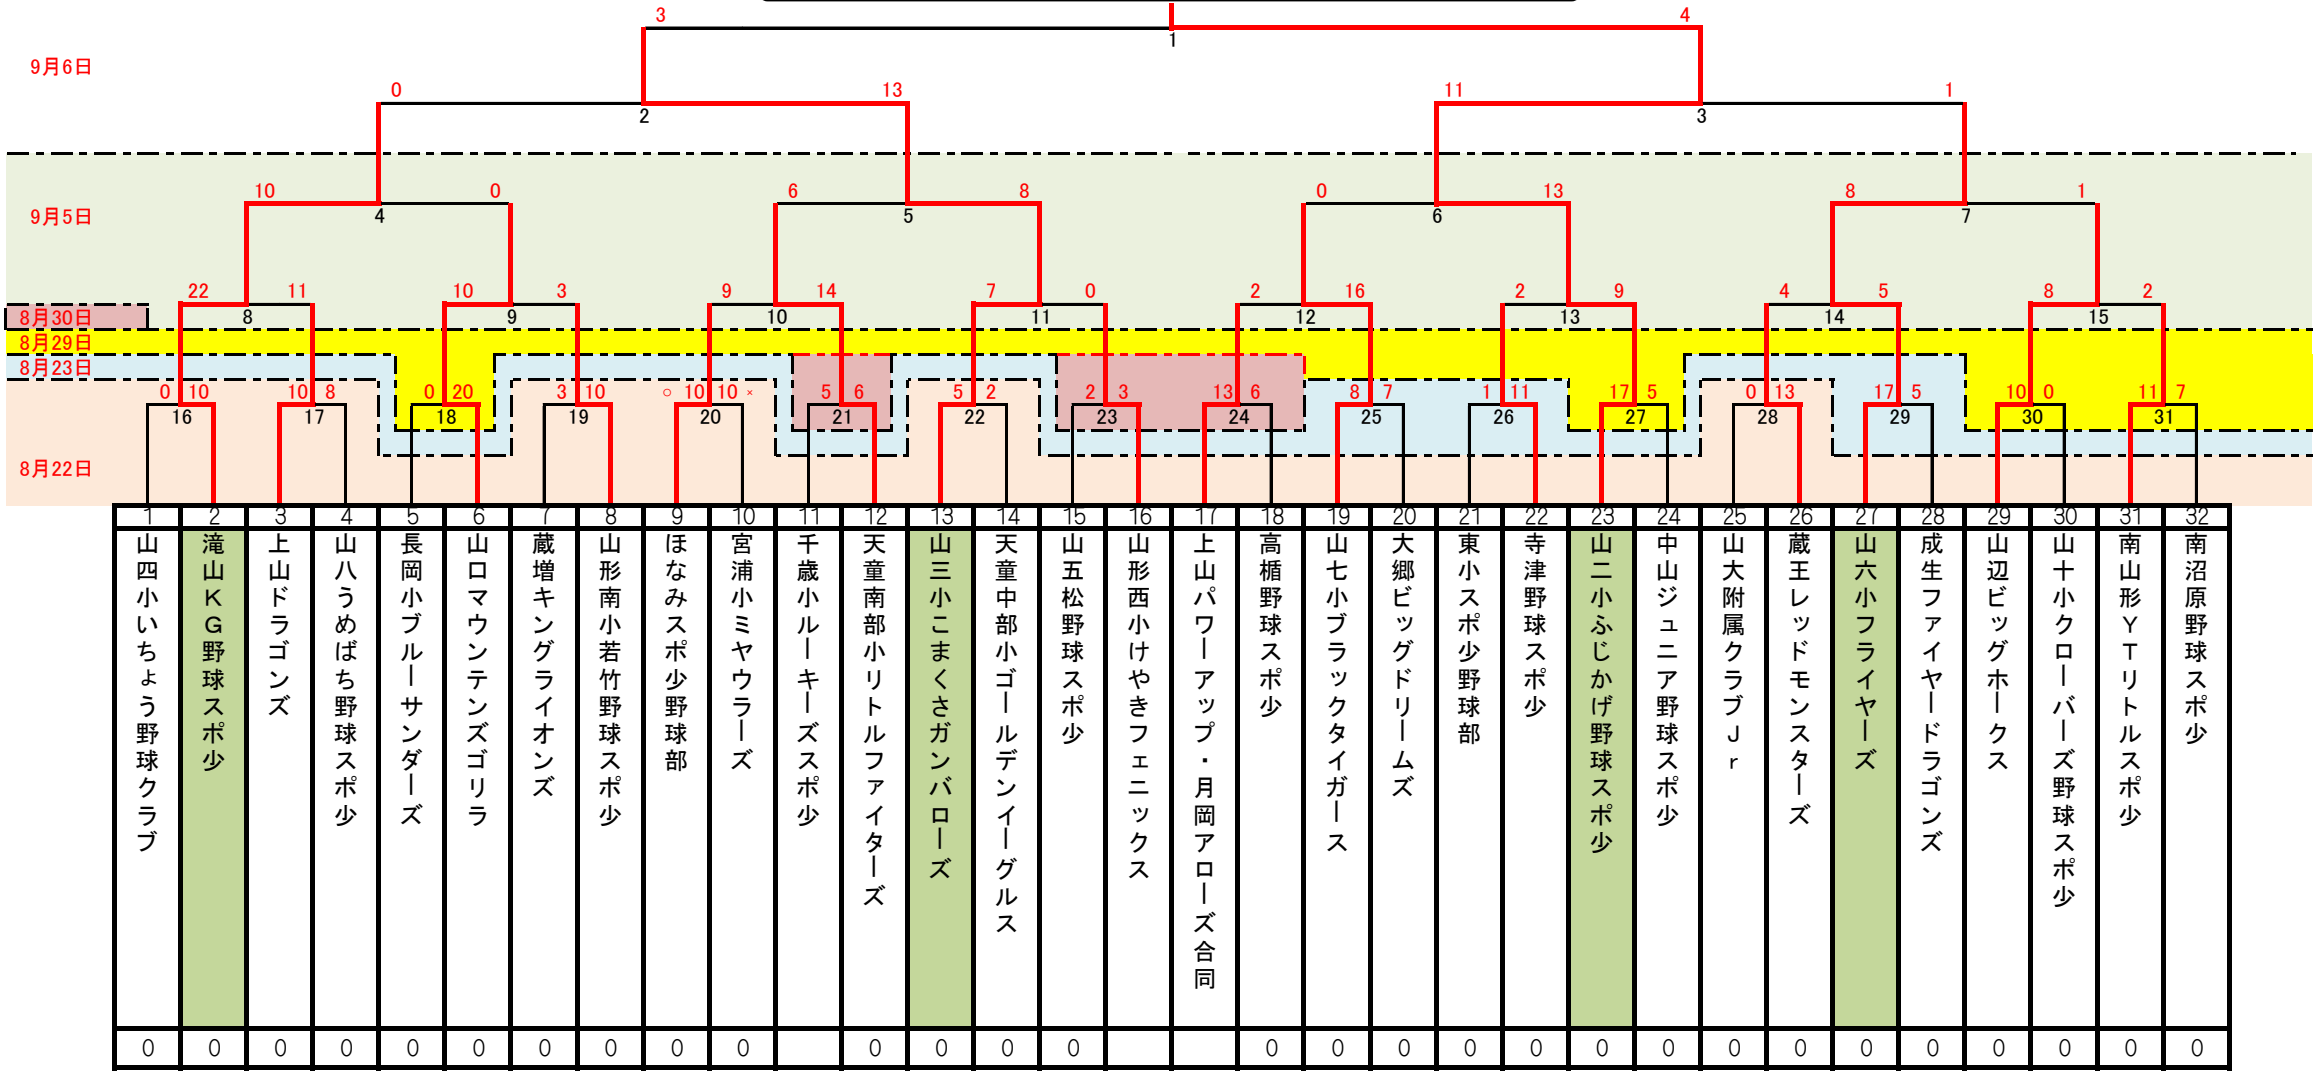 3 4
1
9月6日
0 13 11 1
2 3
10 0 6 8 0 13 8 1
9月5日
4 5 6 7
22 11 10 3 9 14 7 0 2 16 2 9 4 5 8 2
8月30日
8 9 10 11 12 13 14 15
8月29日
8月23日
0 10 10 8 0 20 3 10 ○ 10 10 × 5 6 5 2 2 3 13 6 8 7 1 11 17 5 0 13 17 5 10 0 11 7
16 17 18 19 20 21 22 23 24 25 26 27 28 29 30 31
8月22日
1 2 3 4 5 6 7 8 9 10 11 12 13 14 15 16 17 18 19 20 21 22 23 24 25 26 27 28 29 30 31 32
山四小いちょう野球クラブ
滝山KG野球スポ少
上山ドラゴンズ
山八うめばち野球スポ少
長岡小ブルーサンダーズ
山口マウンテンズゴリラ
蔵増キングライオンズ
山形南小若竹野球スポ少
ほなみスポ少野球部
宮浦小ミヤウラーズ
千歳小ルーキーズスポ少
天童南部小リトルファイターズ
山三小こまくさガンバローズ
天童中部小ゴールデンイーグルス
山五松野球スポ少
山形西小けやきフェニックス
上山パワーアップ・月岡アローズ合同
高楯野球スポ少
山七小ブラックタイガース
大郷ビッグドリームズ
東小スポ少野球部
寺津野球スポ少
山二小ふじかげ野球スポ少
中山ジュニア野球スポ少
山大附属クラブJr
蔵王レッドモンスターズ
山六小フライヤーズ
成生ファイヤードラゴンズ
山辺ビッグホークス
山十小クローバーズ野球スポ少
南山形YTリトルスポ少
南沼原野球スポ少
0 0 0 0 0 0 0 0 0 0 0 0 0 0 0 0 0 0 0 0 0 0 0 0 0 0 0 0 0